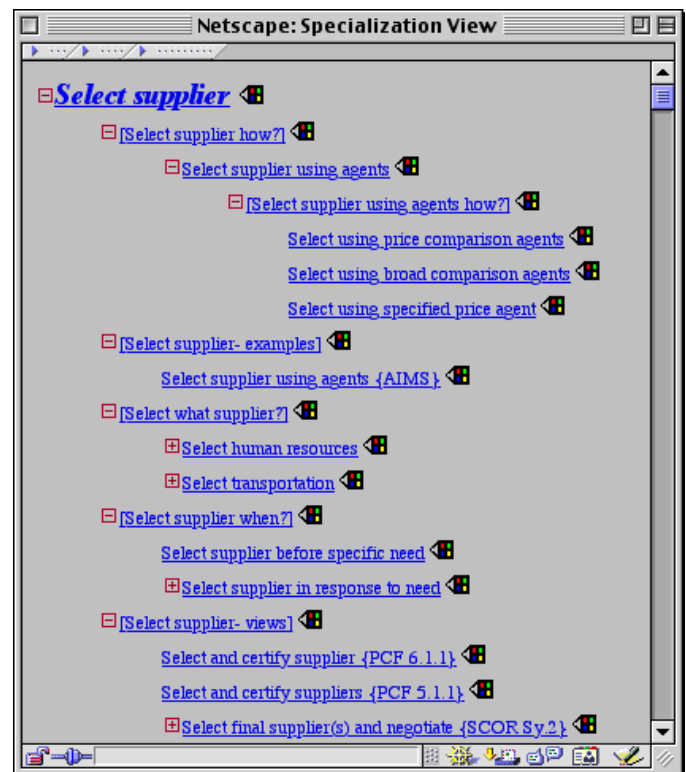 Netscape: Specialization View
Select supplier
[Select supplier how?]
Select supplier using agents
[Select supplier using agents how?]
Select using price comparison agents
Select using broad comparison agents
Select using specified price agent
[Select supplier- examples]
Select supplier using agents {AIMS}
[Select what supplier?]
Select human resources
Select transportation
[Select supplier when?]
Select supplier before specific need
Select supplier in response to need
[Select supplier- views]
Select and certify supplier {PCF 6.1.1}
Select and certify suppliers {PCF 5.1.1}
Select final supplier(s) and negotiate {SCOR Sy.2}